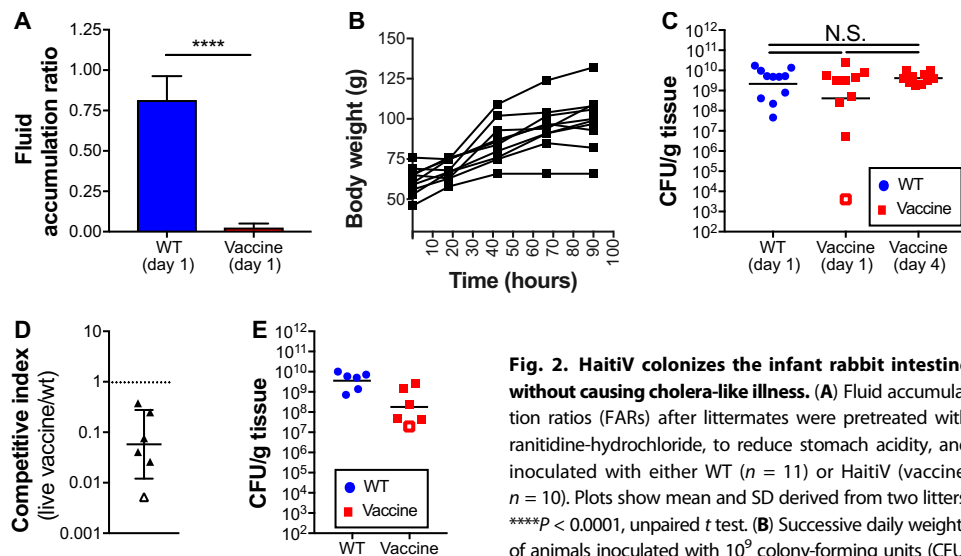 A
****
Fluid
accumulation ratio
1.25
1.00
0.75
0.50
0.25
0.00
WT
(day 1)
Vaccine
(day 1)
B
Body weight (g)
150
125
100
75
50
10 20 30 40 50 60 70 80 90 100
Time (hours)
C
N.S.
CFU/g tissue
10¹²
10¹¹
10¹⁰
10⁹
10⁸
10⁷
10⁶
10⁵
10⁴
10³
10²
WT
Vaccine
WT
(day 1)
Vaccine
(day 1)
Vaccine
(day 4)
D
Competitive index
(live vaccine/wt)
10
1
0.1
0.01
0.001
E
CFU/g tissue
10¹²
10¹¹
10¹⁰
10⁹
10⁸
10⁷
10⁶
10⁵
10⁴
10³
10²
10¹
10⁰
WT
Vaccine
WT
Vaccine
Fig. 2. HaitiV colonizes the infant rabbit intestine
without causing cholera-like illness. (A) Fluid accumula
tion ratios (FARs) after littermates were pretreated with
ranitidine-hydrochloride, to reduce stomach acidity, and
inoculated with either WT (n = 11) or HaitiV (vaccine
n = 10). Plots show mean and SD derived from two litters
****P < 0.0001, unpaired t test. (B) Successive daily weight
of animals inoculated with 10⁹ colony-forming units (CFU